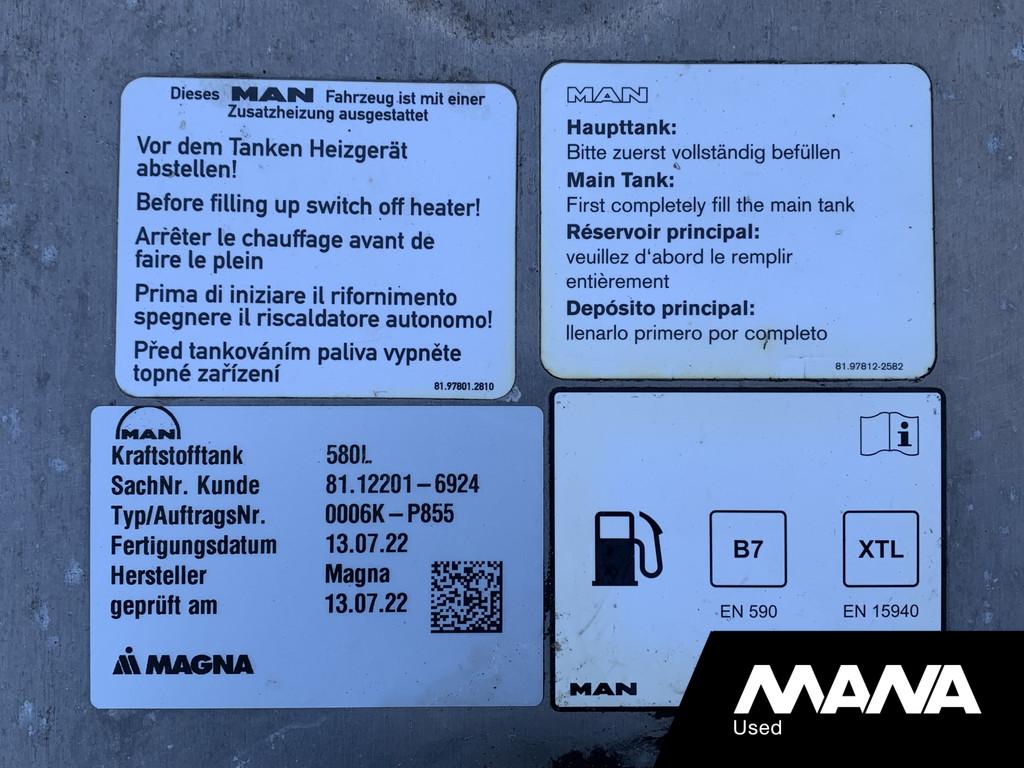 Dieses MAN Fahrzeug ist mit einer
Zusatzheizung ausgestattet
Vor dem Tanken Heizgerät
abstellen!
Before filling up switch off heater!
Arrêter le chauffage avant de
faire le plein
Prima di iniziare il rifornimento
spegnere il riscaldatore autonomo!
Před tankováním paliva vypněte
topné zařízení
81.97801.2810
MAN
Haupttank:
Bitte zuerst vollständig befüllen
Main Tank:
First completely fill the main tank
Réservoir principal:
veuillez d'abord le remplir
entièrement
Depósito principal:
llenarlo primero por completo
81.97812-2582
MAN
Kraftstofftank 580L.
SachNr. Kunde 81.12201-6924
Typ/AuftragsNr. 0006K-P855
Fertigungsdatum 13.07.22
Hersteller Magna
geprüft am 13.07.22
MAGNA
i
B7 XTL
EN 590 EN 15940
MAN
MANA
Used